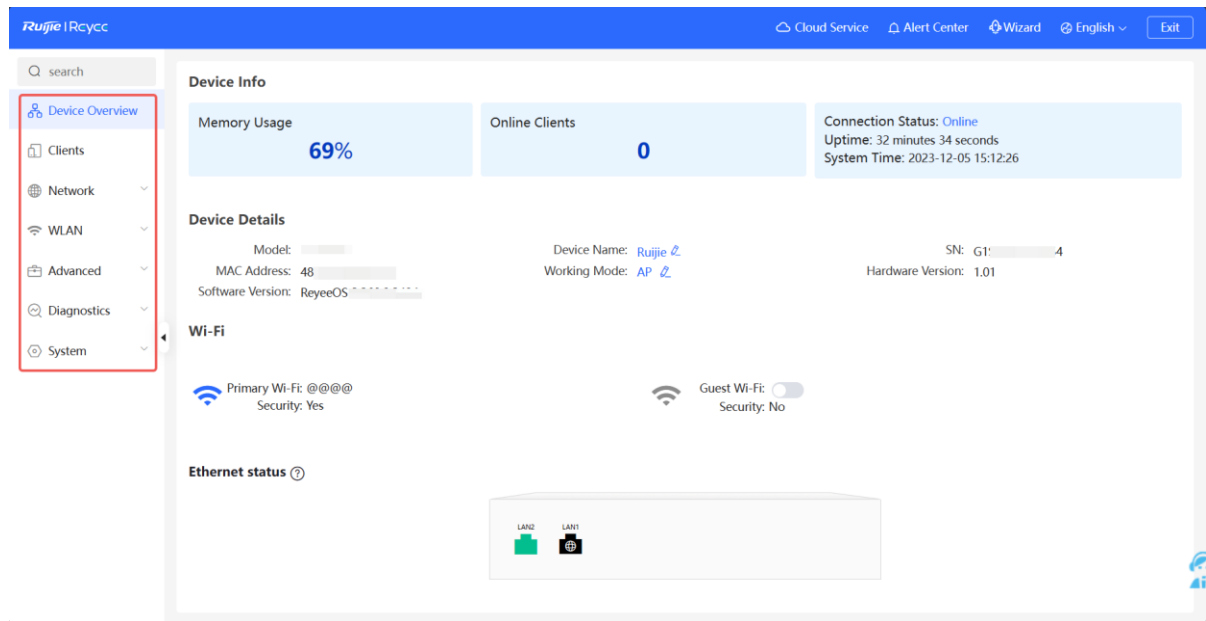 Ruijie | Rcycc
Cloud Service Alert Center Wizard English Exit
search
Device Overview
Clients
Network
WLAN
Advanced
Diagnostics
System
Device Info
Memory Usage
69%
Online Clients
0
Connection Status: Online
Uptime: 32 minutes 34 seconds
System Time: 2023-12-05 15:12:26
Device Details
Model:
Device Name: Ruijie
SN: G1 4
MAC Address: 48
Working Mode: AP
Hardware Version: 1.01
Software Version: ReyeeOS
Wi-Fi
Primary Wi-Fi: @@@@
Security: Yes
Guest Wi-Fi:
Security: No
Ethernet status ?
LAN2 LAN1